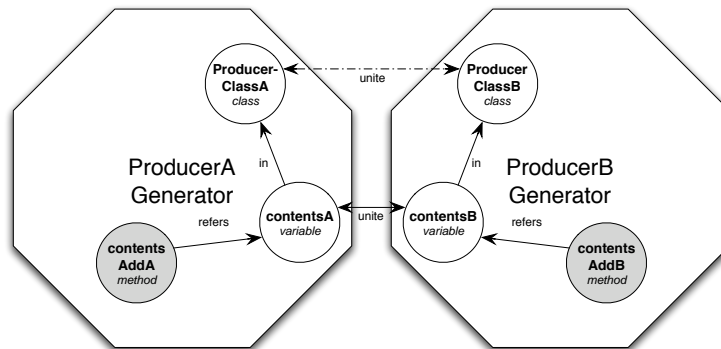 Producer-
ClassA
class
unite
Producer
ClassB
class
in
in
ProducerA
Generator
ProducerB
Generator
refers
contentsA
variable
unite
contentsB
variable
refers
contents
AddA
method
contents
AddB
method